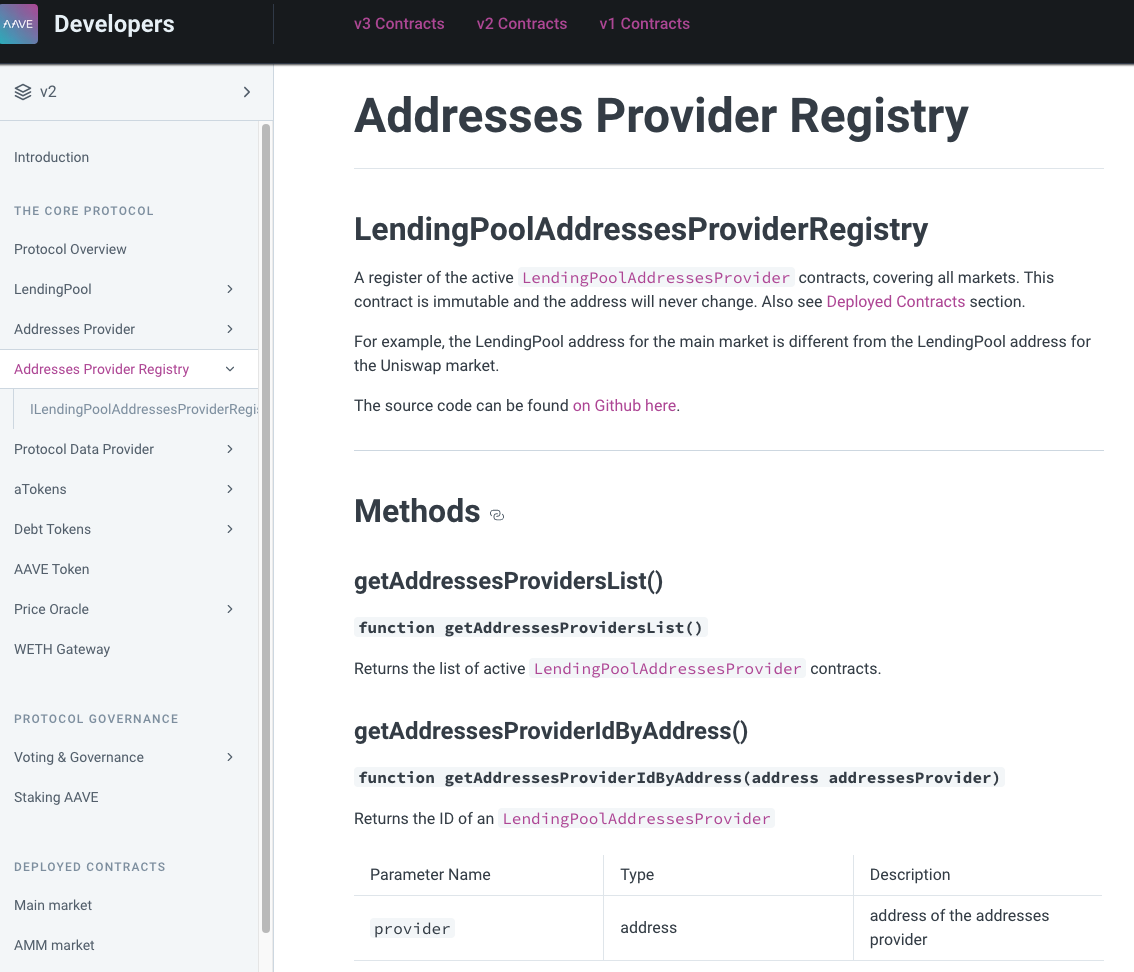 AAVE Developers
v3 Contracts v2 Contracts v1 Contracts
v2
Introduction
THE CORE PROTOCOL
Protocol Overview
LendingPool
Addresses Provider
Addresses Provider Registry
ILendingPoolAddressesProviderRegis
Protocol Data Provider
aTokens
Debt Tokens
AAVE Token
Price Oracle
WETH Gateway
PROTOCOL GOVERNANCE
Voting & Governance
Staking AAVE
DEPLOYED CONTRACTS
Main market
AMM market
Addresses Provider Registry
LendingPoolAddressesProviderRegistry
A register of the active LendingPoolAddressesProvider contracts, covering all markets. This
contract is immutable and the address will never change. Also see Deployed Contracts section.
For example, the LendingPool address for the main market is different from the LendingPool address for
the Uniswap market.
The source code can be found on Github here.
Methods
getAddressesProvidersList()
function getAddressesProvidersList()
Returns the list of active LendingPoolAddressesProvider contracts.
getAddressesProviderIdByAddress()
function getAddressesProviderIdByAddress(address addressesProvider)
Returns the ID of an LendingPoolAddressesProvider
Parameter Name Type Description
provider address address of the addresses
provider